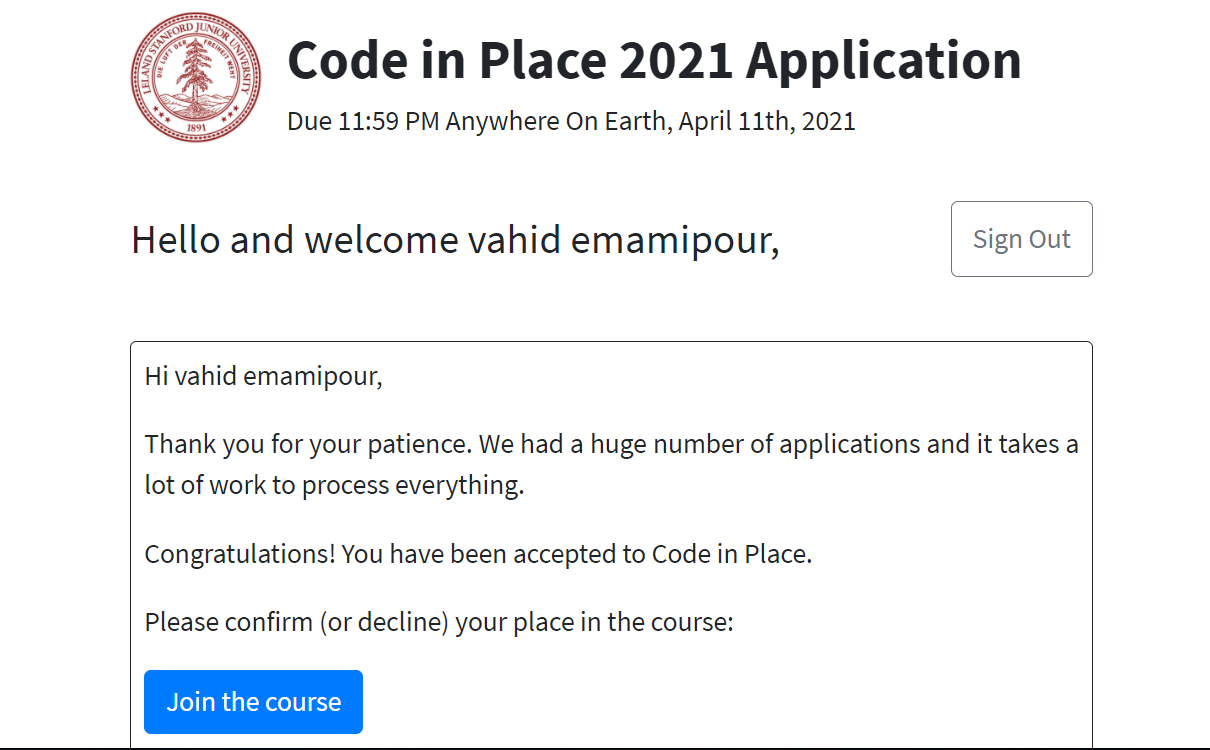 LELAND STANFORD JUNIOR UNIVERSITY
DIE LUFT DER FREIHEIT WEHT
1891
Code in Place 2021 Application
Due 11:59 PM Anywhere On Earth, April 11th, 2021
Hello and welcome vahid emamipour,
Sign Out
Hi vahid emamipour,
Thank you for your patience. We had a huge number of applications and it takes a
lot of work to process everything.
Congratulations! You have been accepted to Code in Place.
Please confirm (or decline) your place in the course:
Join the course